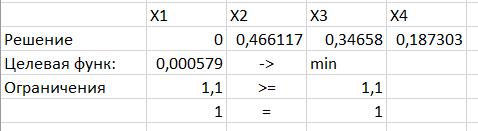 X1 X2 X3 X4
Решение 0 0,466117 0,34658 0,187303
Целевая функ: 0,000579 -> min
Ограничения 1,1 >= 1,1
1 = 1